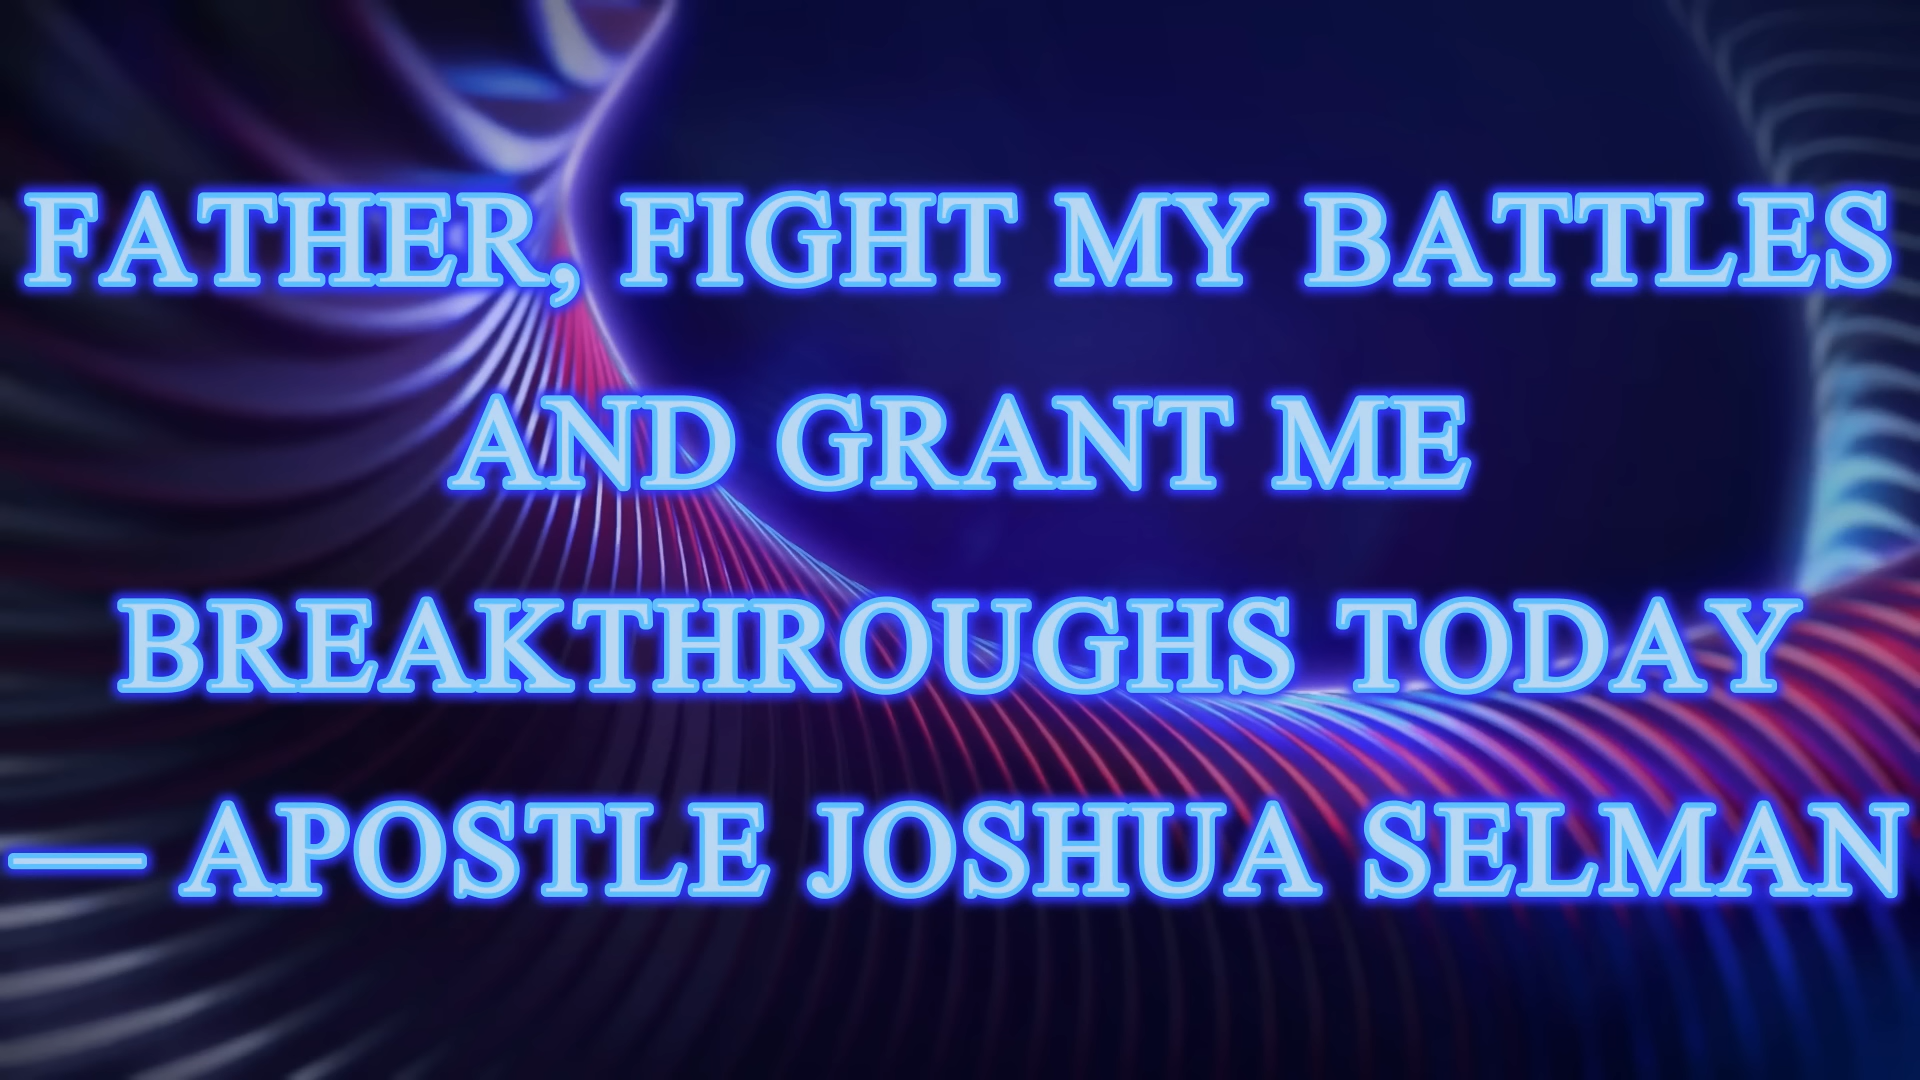 FATHER, FIGHT MY BATTLES
AND GRANT ME
BREAKTHROUGHS TODAY
— APOSTLE JOSHUA SELMAN